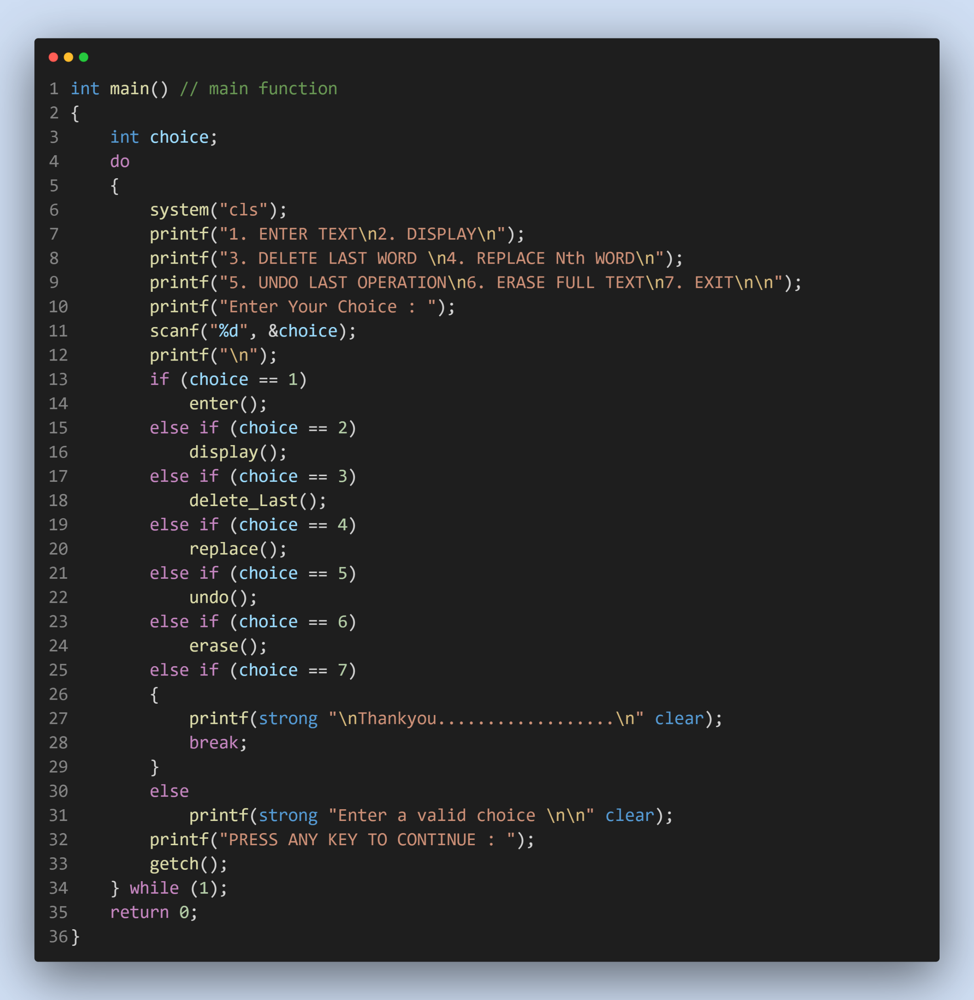 1 int main() // main function
2 {
3     int choice;
4     do
5     {
6         system("cls");
7         printf("1. ENTER TEXT\n2. DISPLAY\n");
8         printf("3. DELETE LAST WORD \n4. REPLACE Nth WORD\n");
9         printf("5. UNDO LAST OPERATION\n6. ERASE FULL TEXT\n7. EXIT\n\n");
10         printf("Enter Your Choice : ");
11         scanf("%d", &choice);
12         printf("\n");
13         if (choice == 1)
14             enter();
15         else if (choice == 2)
16             display();
17         else if (choice == 3)
18             delete_Last();
19         else if (choice == 4)
20             replace();
21         else if (choice == 5)
22             undo();
23         else if (choice == 6)
24             erase();
25         else if (choice == 7)
26         {
27             printf(strong "\nThankyou..................\n" clear);
28             break;
29         }
30         else
31             printf(strong "Enter a valid choice \n\n" clear);
32         printf("PRESS ANY KEY TO CONTINUE : ");
33         getch();
34     } while (1);
35     return 0;
36 }